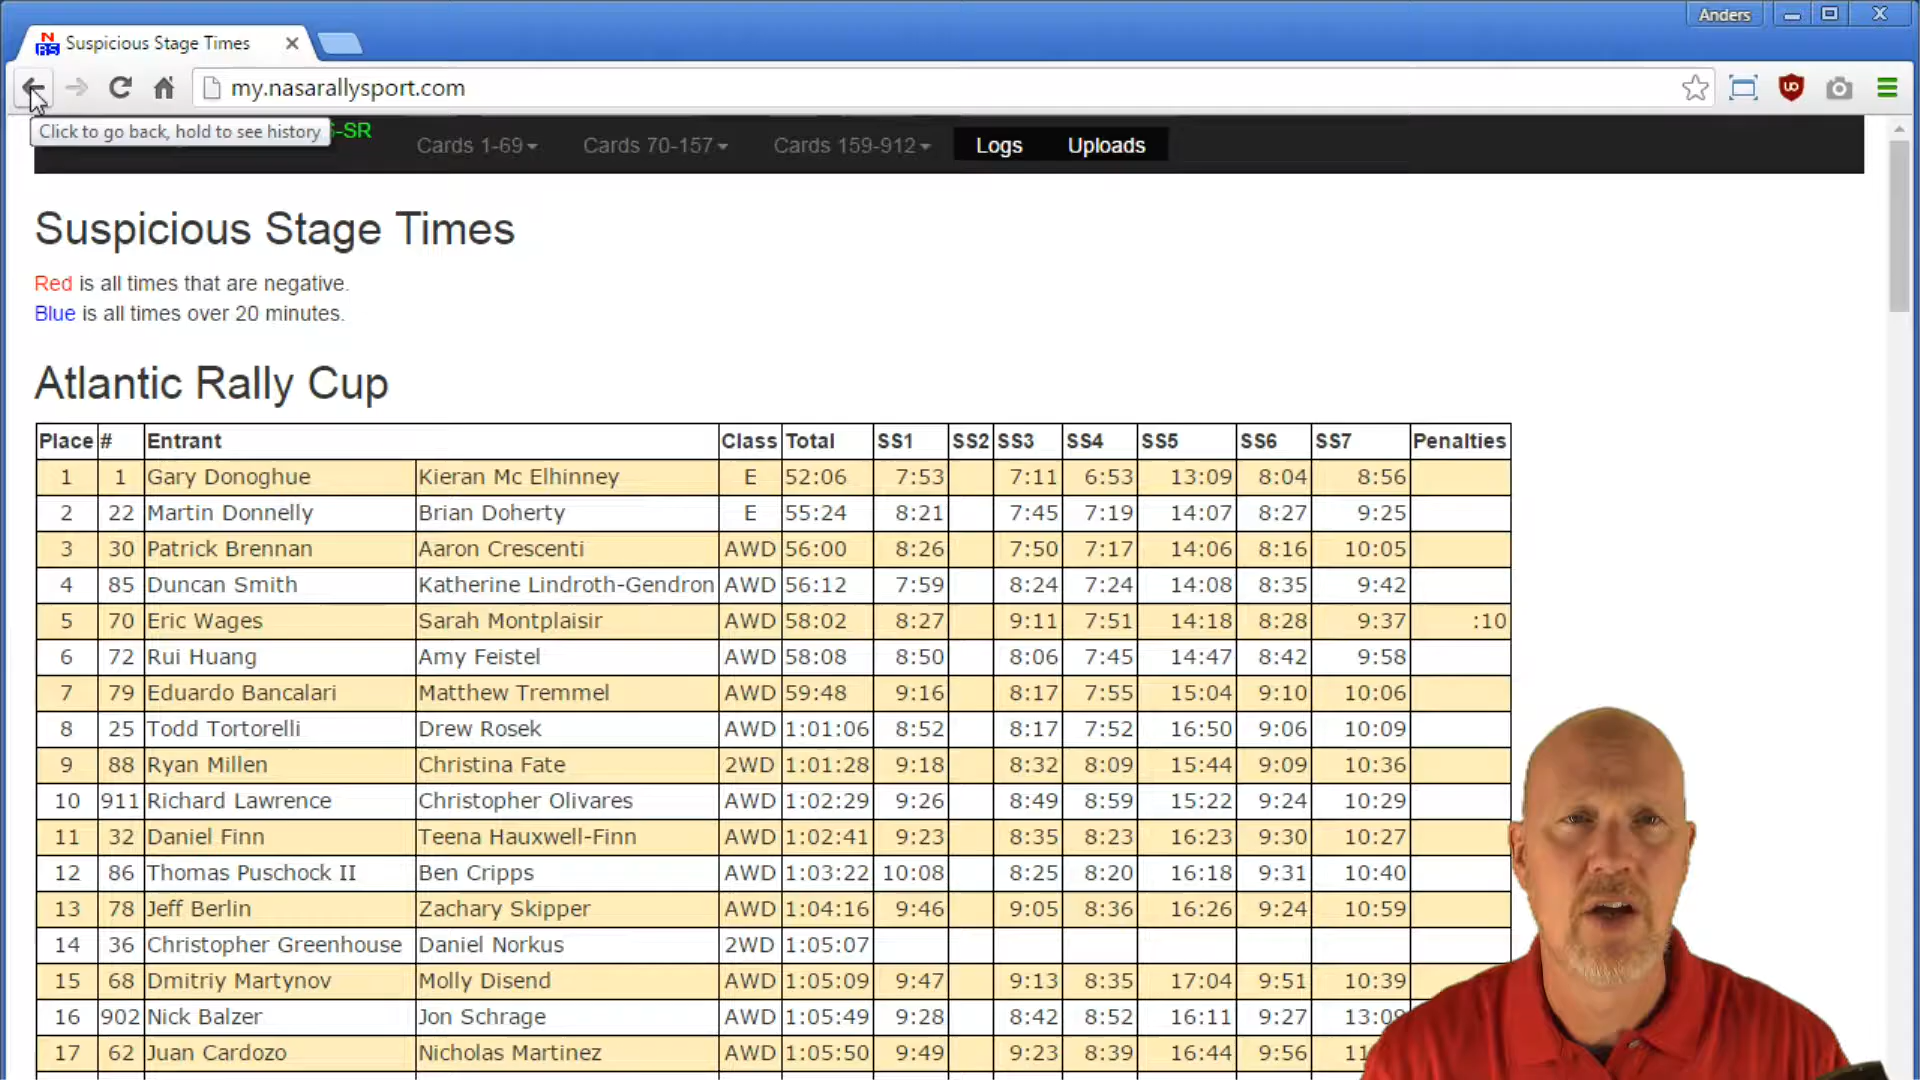 Anders
Suspicious Stage Times
my.nasarallysport.com
Click to go back, hold to see history
-SR
Cards 1-69 Cards 70-157 Cards 159-912 Logs Uploads
Suspicious Stage Times
Red is all times that are negative.
Blue is all times over 20 minutes.
Atlantic Rally Cup
Place # Entrant Class Total SS1 SS2 SS3 SS4 SS5 SS6 SS7 Penalties
1 1 Gary Donoghue Kieran Mc Elhinney E 52:06 7:53 7:11 6:53 13:09 8:04 8:56
2 22 Martin Donnelly Brian Doherty E 55:24 8:21 7:45 7:19 14:07 8:27 9:25
3 30 Patrick Brennan Aaron Crescenti AWD 56:00 8:26 7:50 7:17 14:06 8:16 10:05
4 85 Duncan Smith Katherine Lindroth-Gendron AWD 56:12 7:59 8:24 7:24 14:08 8:35 9:42
5 70 Eric Wages Sarah Montplaisir AWD 58:02 8:27 9:11 7:51 14:18 8:28 9:37 :10
6 72 Rui Huang Amy Feistel AWD 58:08 8:50 8:06 7:45 14:47 8:42 9:58
7 79 Eduardo Bancalari Matthew Tremmel AWD 59:48 9:16 8:17 7:55 15:04 9:10 10:06
8 25 Todd Tortorelli Drew Rosek AWD 1:01:06 8:52 8:17 7:52 16:50 9:06 10:09
9 88 Ryan Millen Christina Fate 2WD 1:01:28 9:18 8:32 8:09 15:44 9:09 10:36
10 911 Richard Lawrence Christopher Olivares AWD 1:02:29 9:26 8:49 8:59 15:22 9:24 10:29
11 32 Daniel Finn Teena Hauxwell-Finn AWD 1:02:41 9:23 8:35 8:23 16:23 9:30 10:27
12 86 Thomas Puschock II Ben Cripps AWD 1:03:22 10:08 8:25 8:20 16:18 9:31 10:40
13 78 Jeff Berlin Zachary Skipper AWD 1:04:16 9:46 9:05 8:36 16:26 9:24 10:59
14 36 Christopher Greenhouse Daniel Norkus 2WD 1:05:07
15 68 Dmitriy Martynov Molly Disend AWD 1:05:09 9:47 9:13 8:35 17:04 9:51 10:39
16 902 Nick Balzer Jon Schrage AWD 1:05:49 9:28 8:42 8:52 16:11 9:27
17 62 Juan Cardozo Nicholas Martinez AWD 1:05:50 9:49 9:23 8:39 16:44 9:56